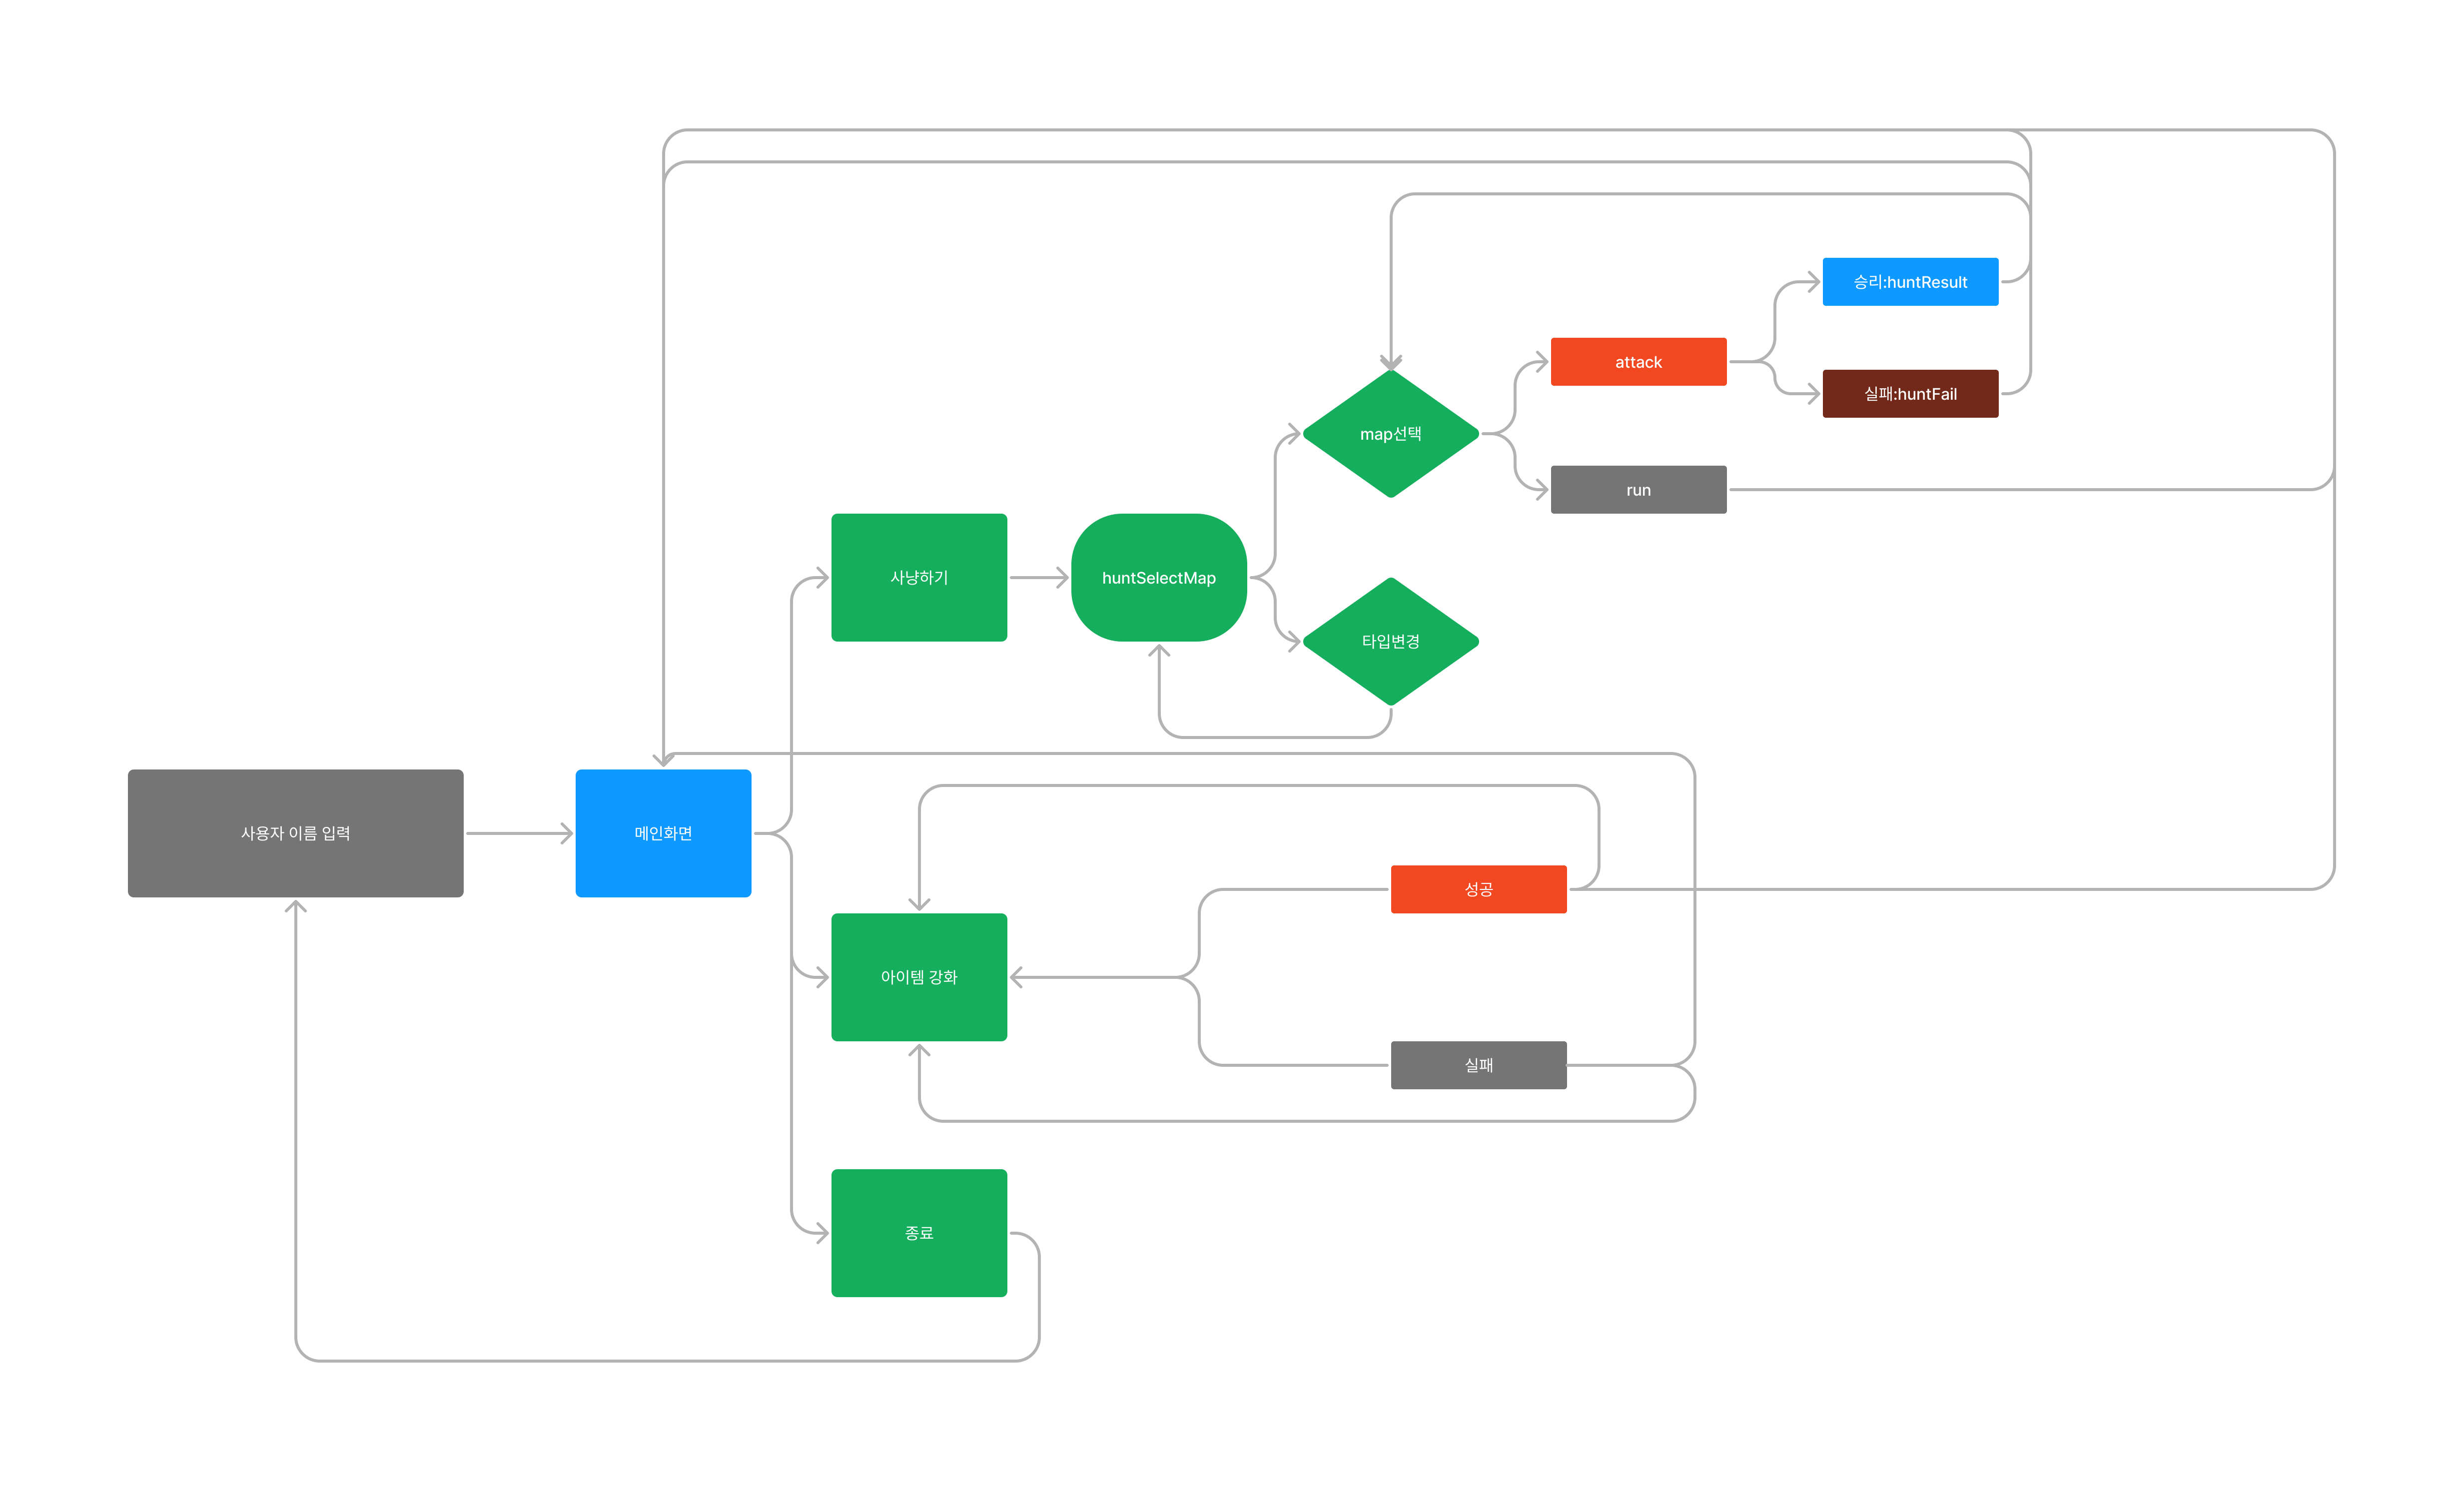 승리:huntResult
attack
실패:huntFail
map선택
run
사냥하기
huntSelectMap
타입변경
사용자 이름 입력
메인화면
성공
아이템 강화
실패
종료